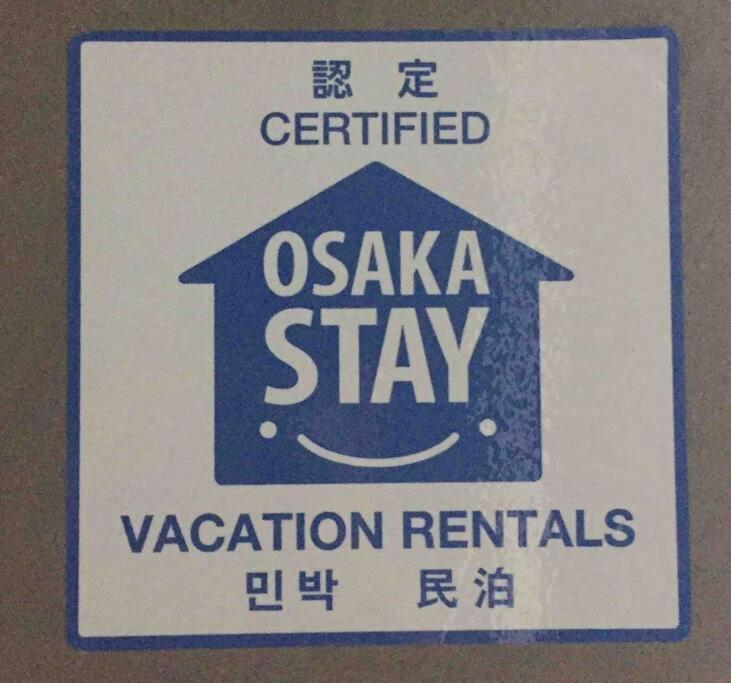 認定
CERTIFIED
OSAKA
STAY
VACATION RENTALS
민박 民泊